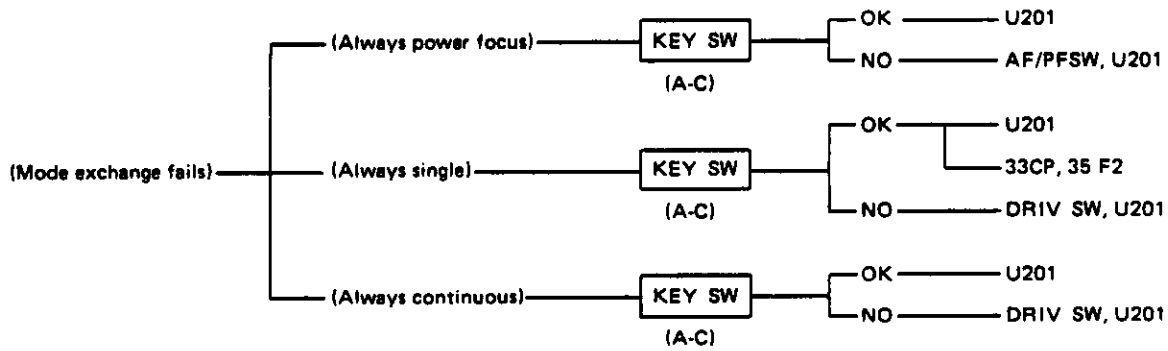 OK U201
(Always power focus) KEY SW
NO AF/PFSW, U201
(A-C)
OK U201
33CP, 35 F2
(Mode exchange fails) (Always single) KEY SW
(A-C)
NO DRIV SW, U201
OK U201
(Always continuous) KEY SW
NO DRIV SW, U201
(A-C)